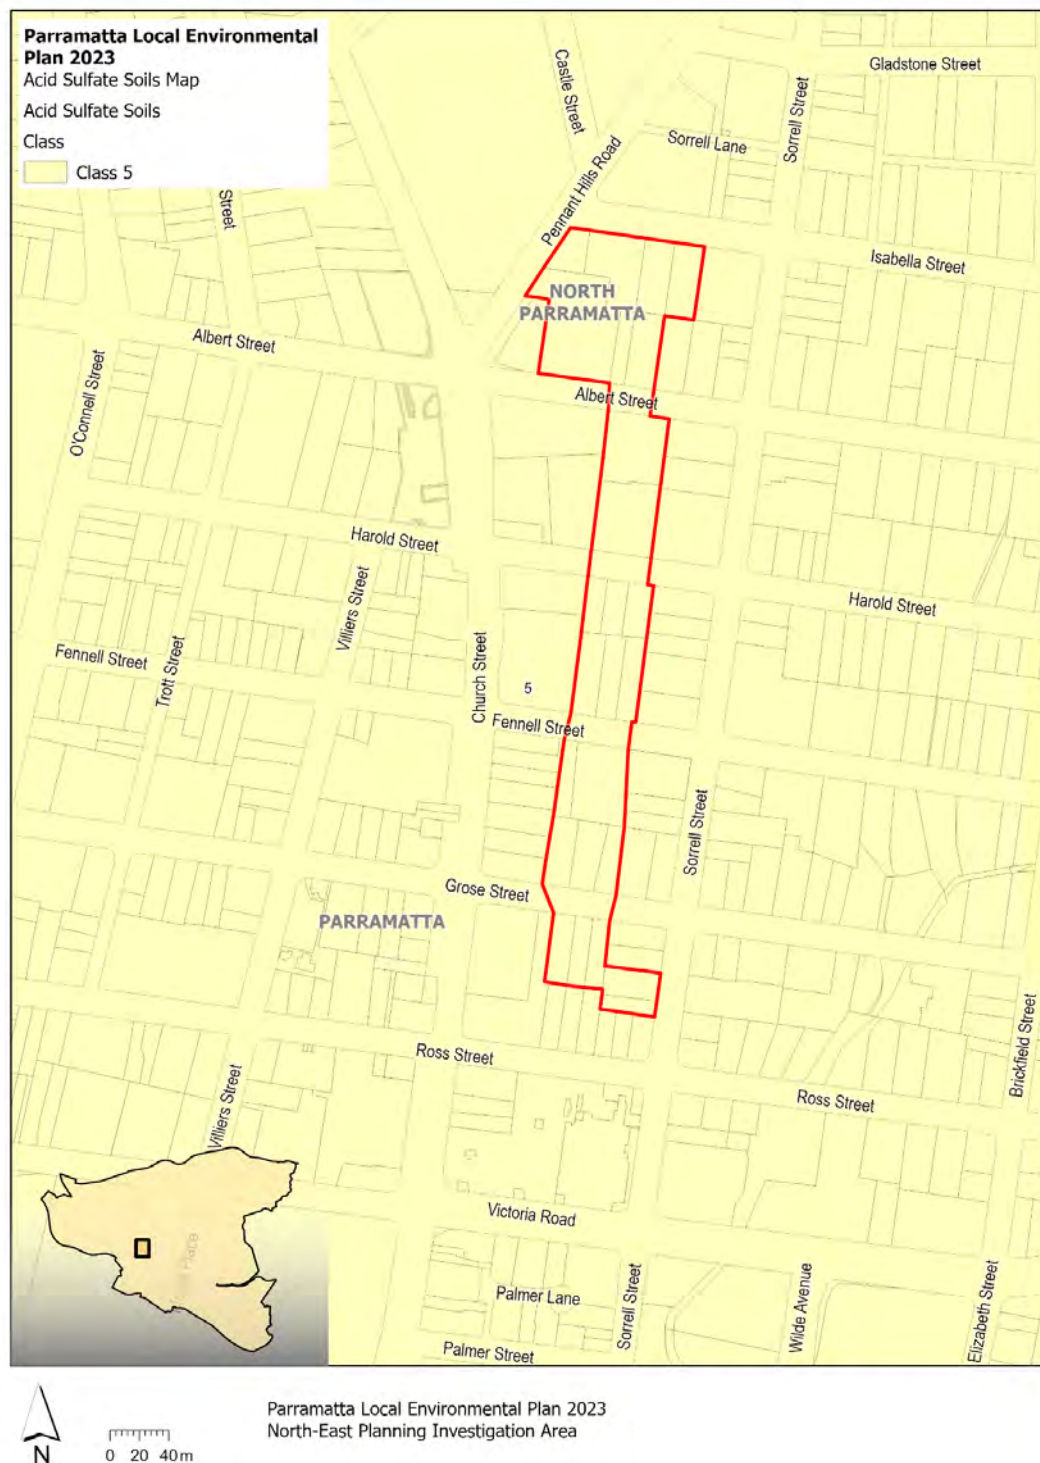 Parramatta Local Environmental
Plan 2023
Acid Sulfate Soils Map
Acid Sulfate Soils
Class
Class 5
Castle Street
Gladstone Street
Sorrell Street
Sorrell Lane
Pennant Hills Road
Street
Isabella Street
NORTH
PARRAMATTA
Albert Street
O'Connell Street
Albert Street
Harold Street
Villiers Street
Harold Street
Fennell Street
Trott Street
Church Street
5
Fennell Street
Sorrell Street
Grose Street
PARRAMATTA
Brickfield Street
Ross Street
Ross Street
Villiers Street
Victoria Road
Palmer Lane
Sorrell Street
Wilde Avenue
Elizabeth Street
Palmer Street
Place
N
0 20 40m
Parramatta Local Environmental Plan 2023
North-East Planning Investigation Area